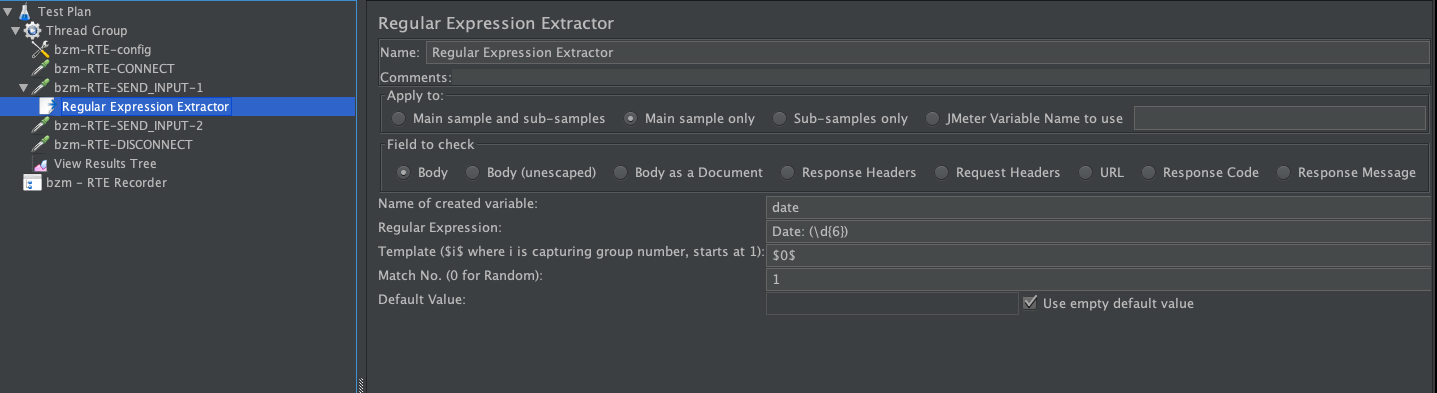 Test Plan
Thread Group
bzm-RTE-config
bzm-RTE-CONNECT
bzm-RTE-SEND_INPUT-1
Regular Expression Extractor
bzm-RTE-SEND_INPUT-2
bzm-RTE-DISCONNECT
View Results Tree
bzm - RTE Recorder
Regular Expression Extractor
Name: Regular Expression Extractor
Comments:
Apply to:
Main sample and sub-samples Main sample only Sub-samples only JMeter Variable Name to use
Field to check
Body Body (unescaped) Body as a Document Response Headers Request Headers URL Response Code Response Message
Name of created variable: date
Regular Expression: Date: (\d{6})
Template ($i$ where i is capturing group number, starts at 1): $0$
Match No. (0 for Random): 1
Default Value: Use empty default value